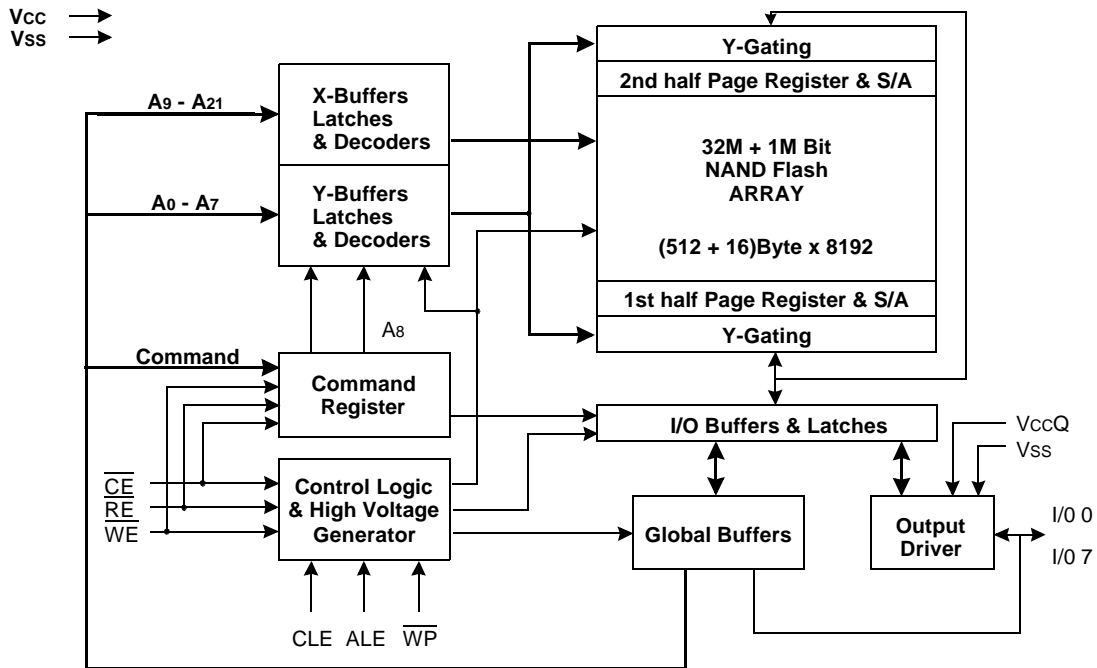 VCC
VSS
A9 - A21
X-Buffers
Latches
& Decoders
A0 - A7
Y-Buffers
Latches
& Decoders
Y-Gating
2nd half Page Register & S/A
32M + 1M Bit
NAND Flash
ARRAY
(512 + 16)Byte x 8192
1st half Page Register & S/A
Y-Gating
A8
Command
Command
Register
I/O Buffers & Latches
VCCQ
VSS
CE
RE
WE
Control Logic
& High Voltage
Generator
Global Buffers
Output
Driver
I/0 0
I/0 7
CLE
ALE
WP